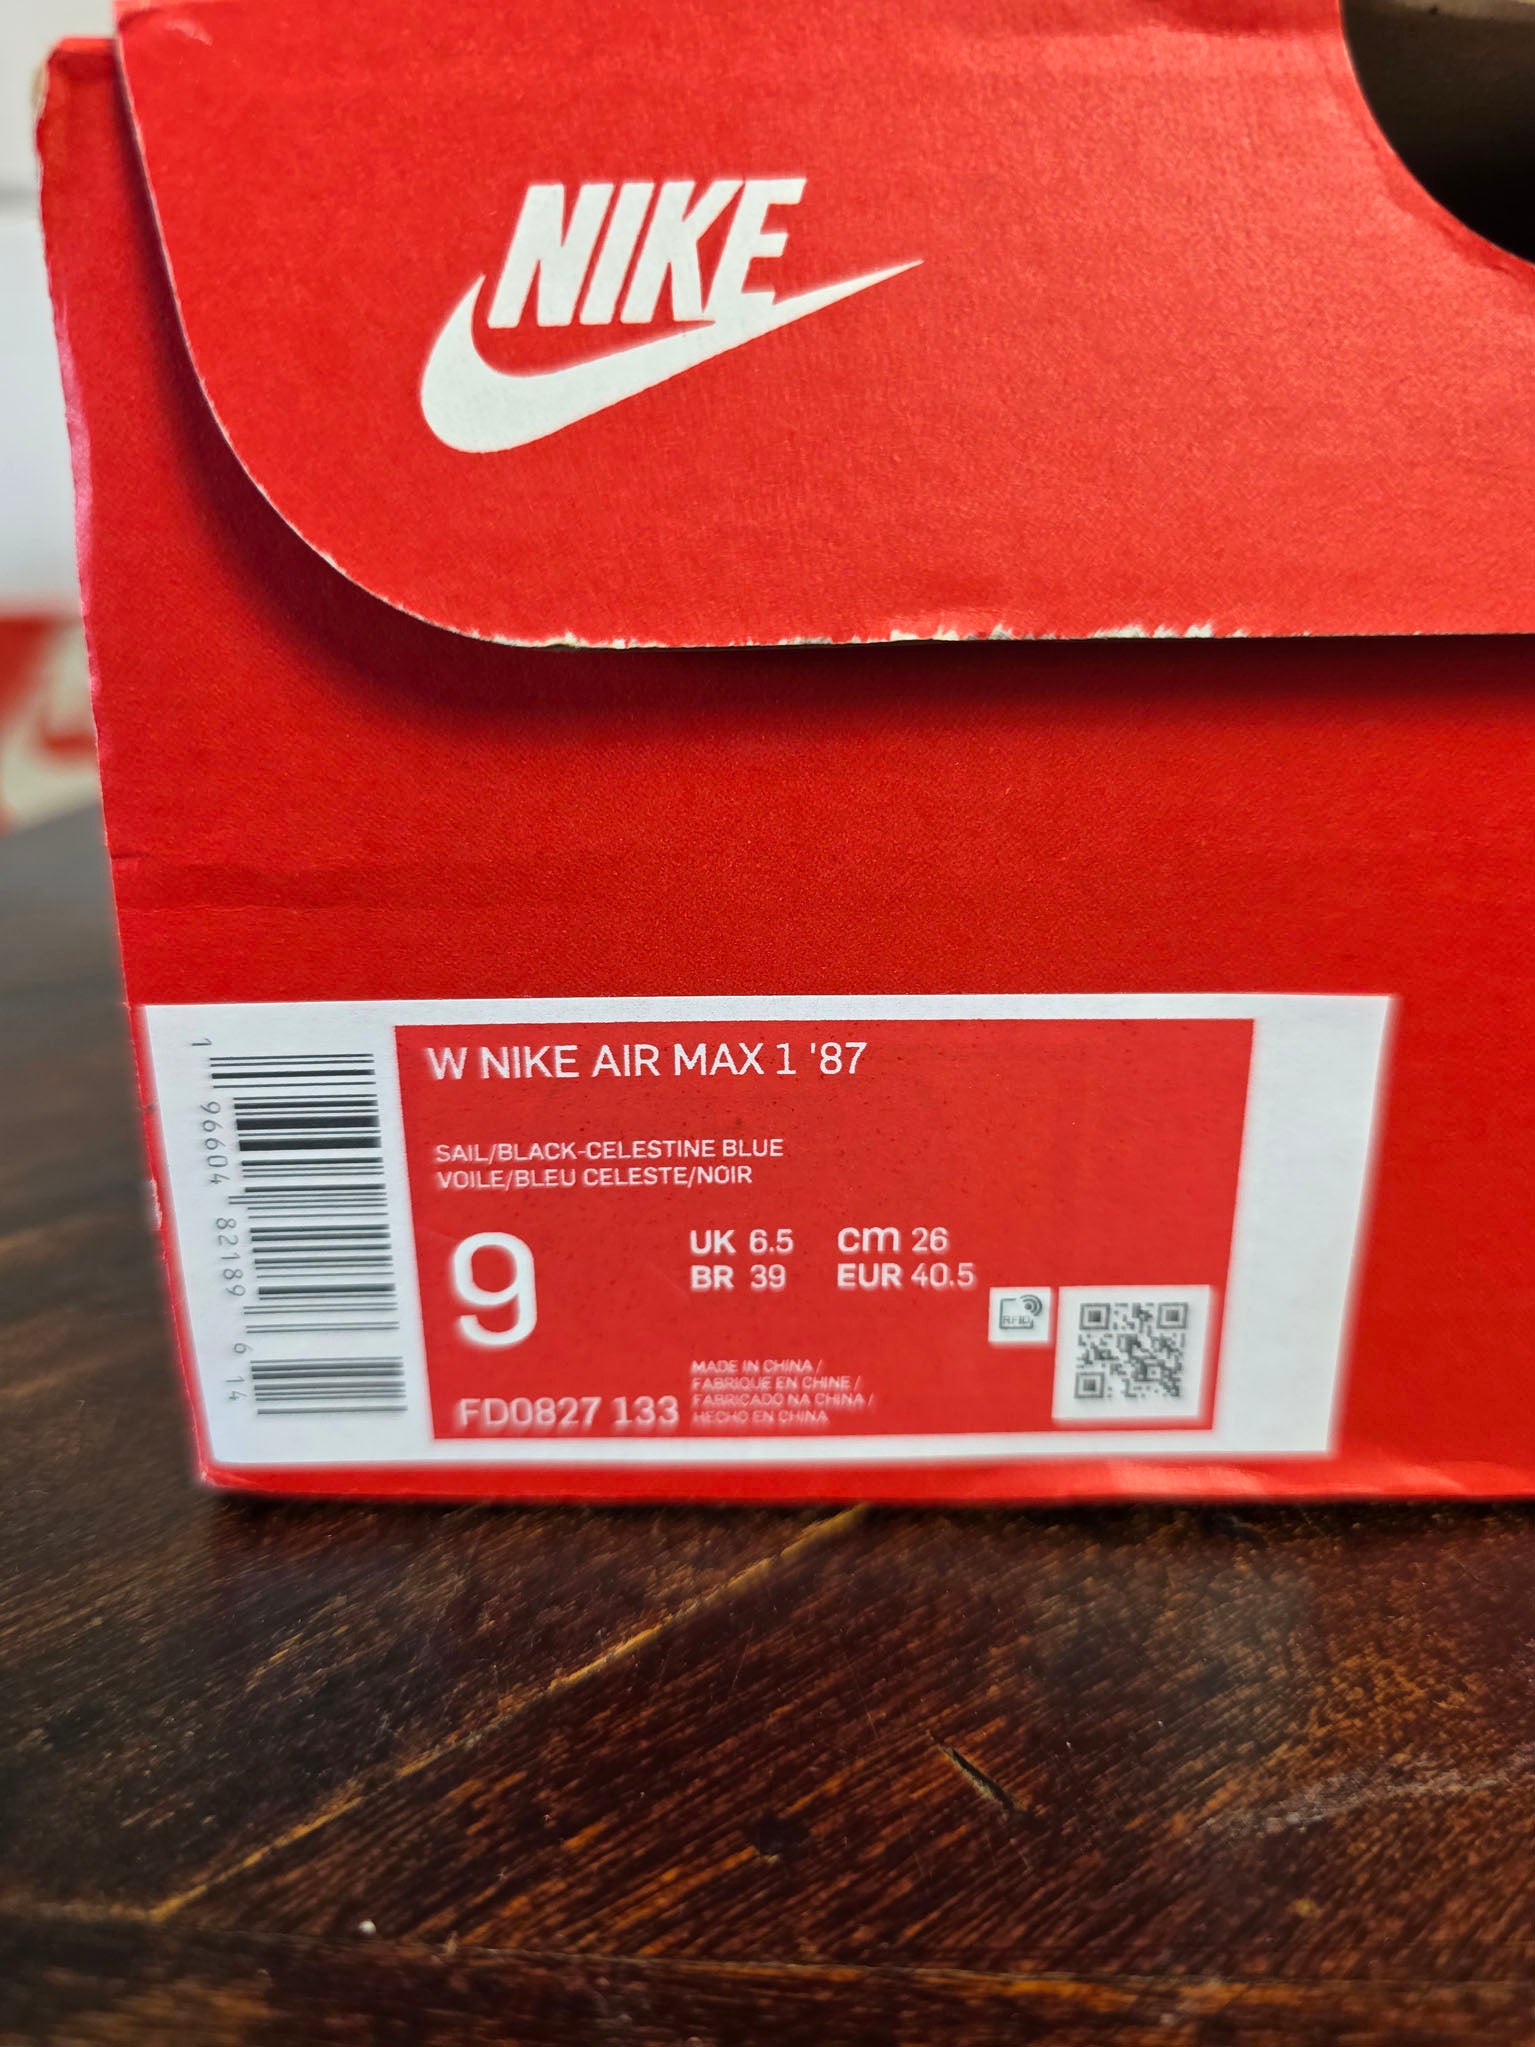 NIKE
W NIKE AIR MAX 1 '87
SAIL/BLACK-CELESTINE BLUE
VOILE/BLEU CELESTE/NOIR
9
UK 6.5 cm 26
BR 39 EUR 40.5
RFID
MADE IN CHINA /
FABRIQUE EN CHINE /
FABRICADO NA CHINA /
HECHO EN CHINA
FD0827 133
1 96604 82189 6 14